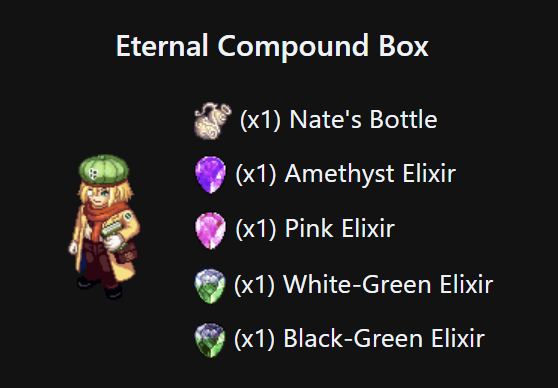 Eternal Compound Box
(x1) Nate's Bottle
(x1) Amethyst Elixir
(x1) Pink Elixir
(x1) White-Green Elixir
(x1) Black-Green Elixir